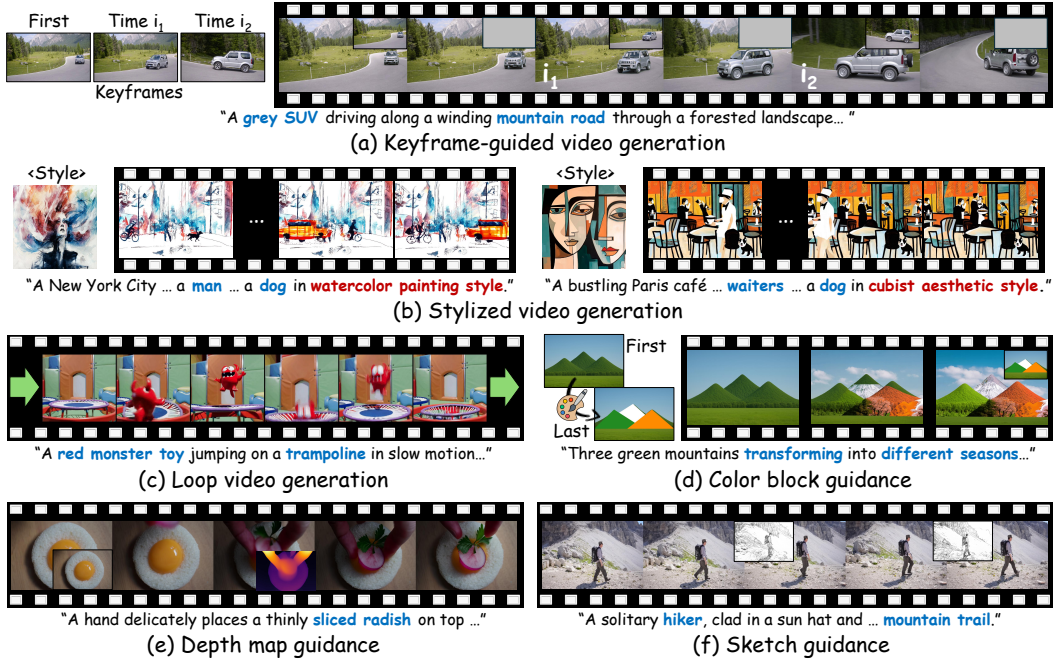 First
Time i₁
Time i₂
Keyframes
i₁
i₂
“A grey SUV driving along a winding mountain road through a forested landscape… ”
(a) Keyframe-guided video generation
<Style>
...
<Style>
...
“A New York City … a man … a dog in watercolor painting style.”
“A bustling Paris café … waiters … a dog in cubist aesthetic style.”
(b) Stylized video generation
First
Last
“A red monster toy jumping on a trampoline in slow motion…”
“Three green mountains transforming into different seasons…”
(c) Loop video generation
(d) Color block guidance
“A hand delicately places a thinly sliced radish on top …”
“A solitary hiker, clad in a sun hat and … mountain trail.”
(e) Depth map guidance
(f) Sketch guidance